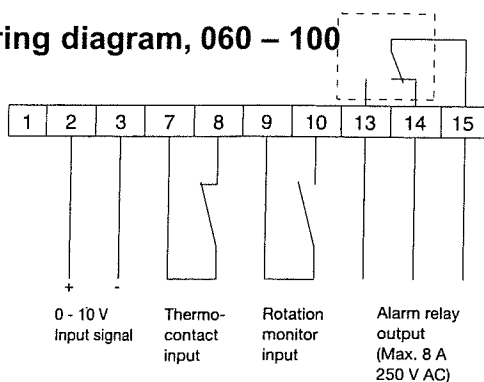 ring diagram, 060 – 100
1 2 3 7 8 9 10 13 14 15
+ -
0 - 10 V
Input signal
Thermo-
contact
input
Rotation
monitor
input
Alarm relay
output
(Max. 8 A
250 V AC)